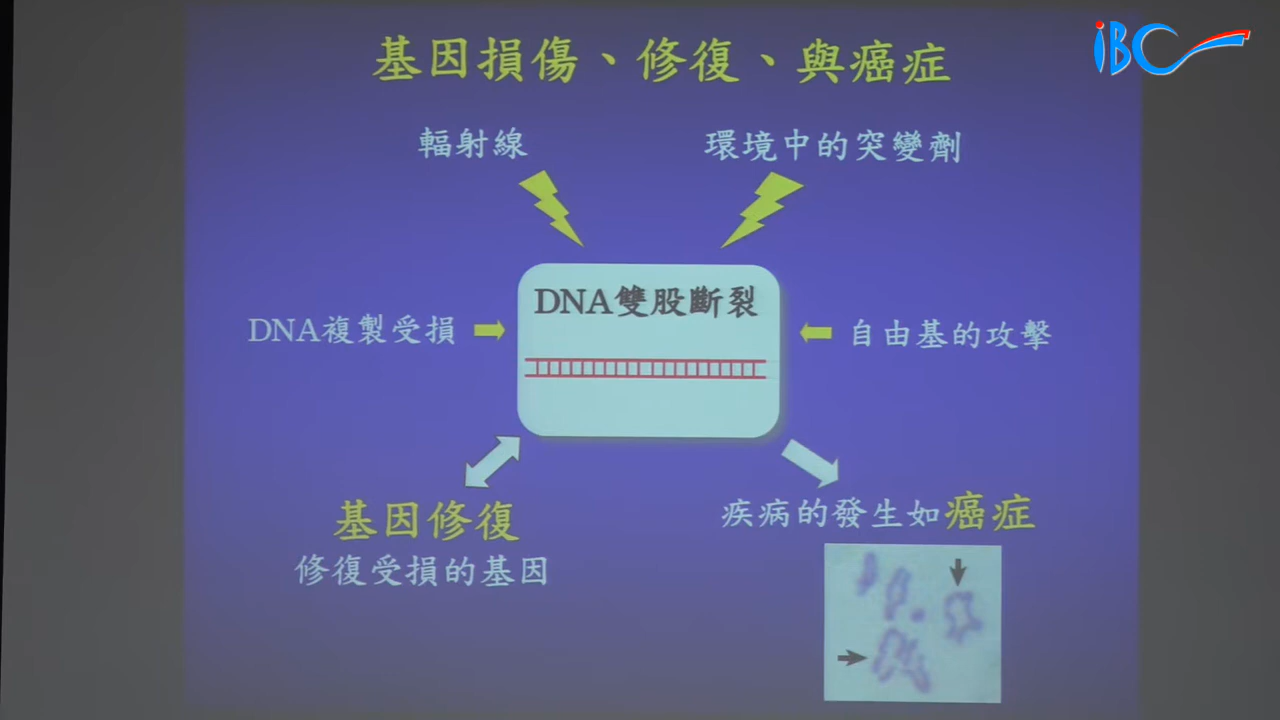 iBC
基因損傷、修復、與癌症
輻射線
環境中的突變劑
DNA雙股斷裂
DNA複製受損
自由基的攻擊
基因修復
修復受損的基因
疾病的發生如癌症